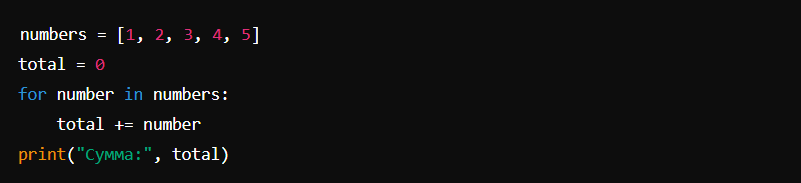 numbers = [1, 2, 3, 4, 5]
total = 0
for number in numbers:
    total += number
print("Сумма:", total)